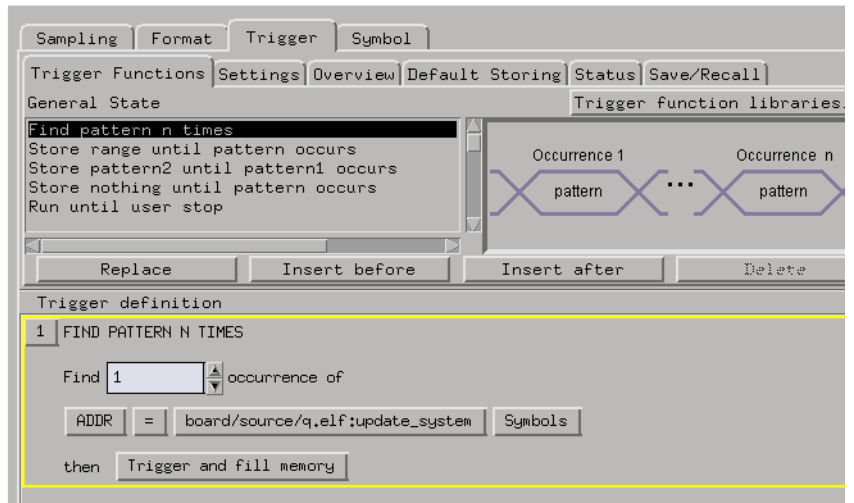 Sampling Format Trigger Symbol
Trigger Functions Settings Overview Default Storing Status Save/Recall
General State Trigger function libraries.
Find pattern n times
Store range until pattern occurs
Store pattern2 until pattern1 occurs
Store nothing until pattern occurs
Run until user stop
Occurrence 1 Occurrence n
pattern ... pattern
Replace Insert before Insert after Delete
Trigger definition
1 FIND PATTERN N TIMES
Find 1 occurrence of
ADDR = board/source/q.elf:update_system Symbols
then Trigger and fill memory